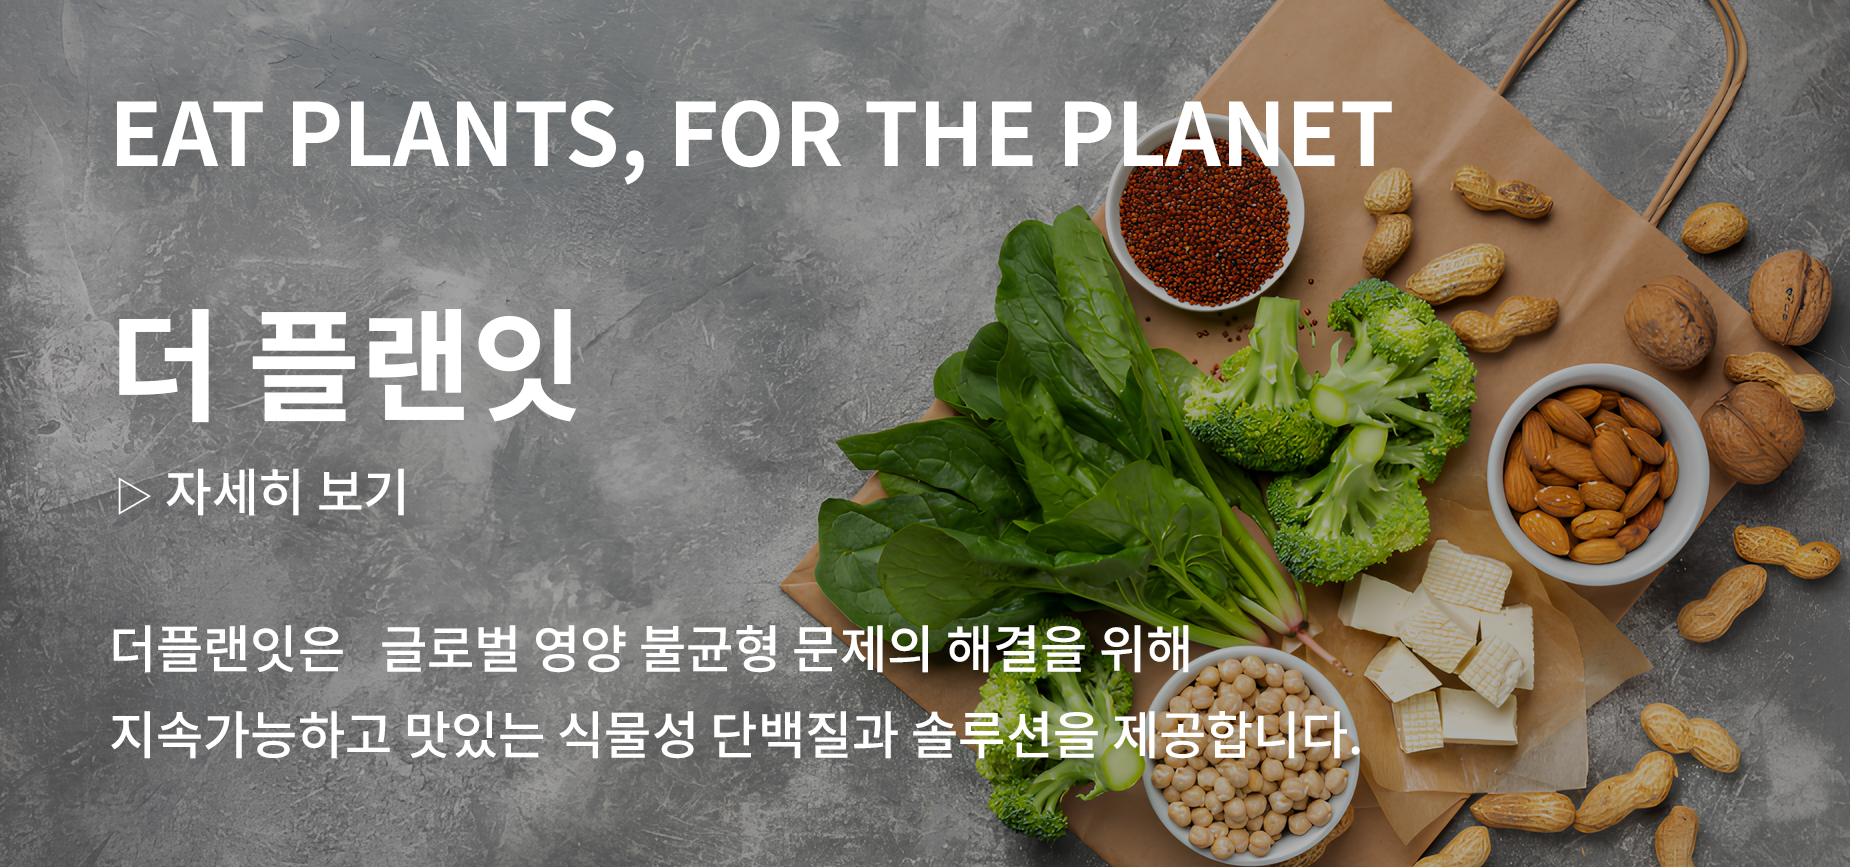 EAT PLANTS, FOR THE PLANET
더 플랜잇
▷ 자세히 보기
더플랜잇은 글로벌 영양 불균형 문제의 해결을 위해
지속가능하고 맛있는 식물성 단백질과 솔루션을 제공합니다.